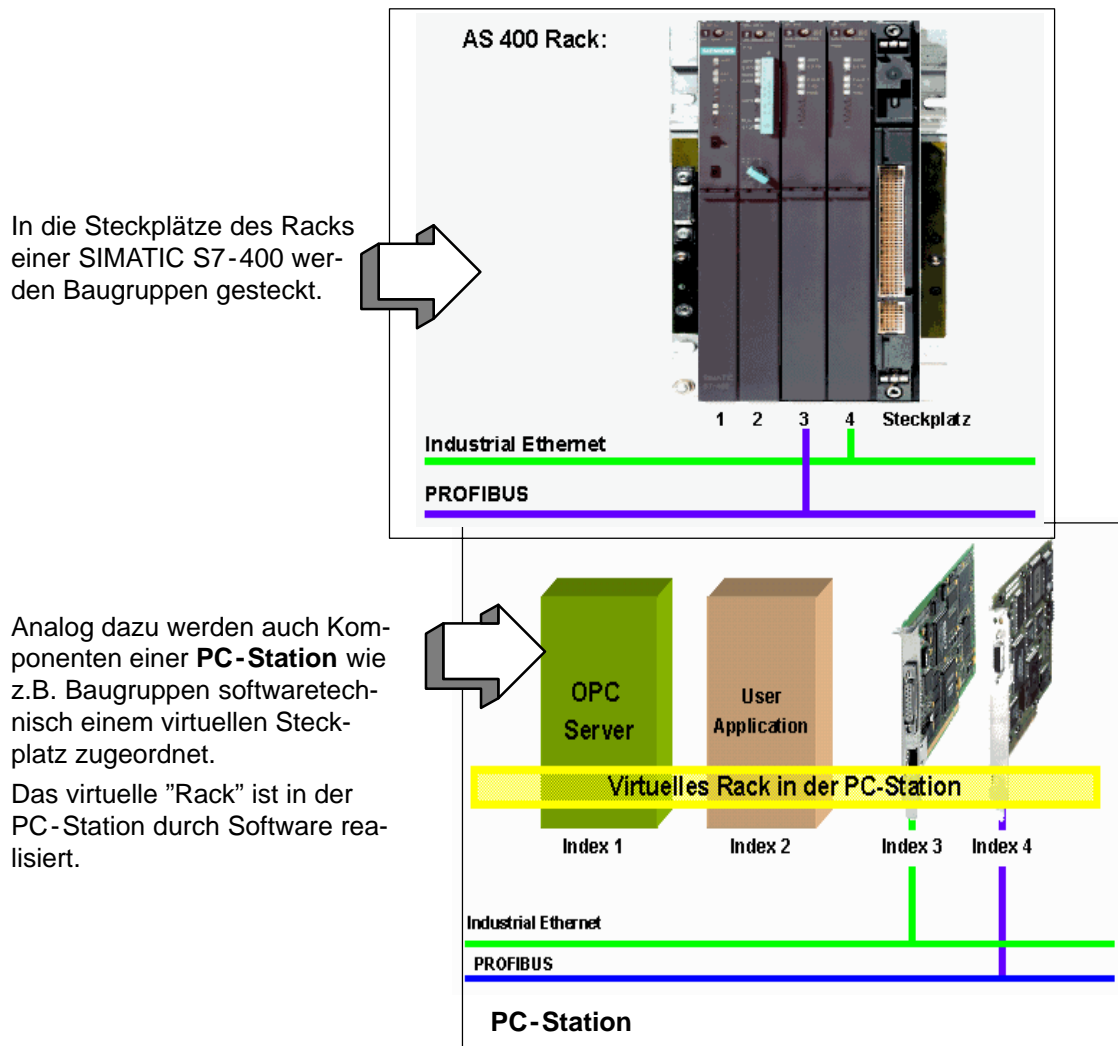 AS 400 Rack:
In die Steckplätze des Racks
einer SIMATIC S7-400 wer-
den Baugruppen gesteckt.
1 2 3 4 Steckplatz
Industrial Ethernet
PROFIBUS
Analog dazu werden auch Kom-
ponenten einer PC-Station wie
z.B. Baugruppen softwaretech-
nisch einem virtuellen Steck-
platz zugeordnet.
Das virtuelle ”Rack” ist in der
PC-Station durch Software rea-
lisiert.
OPC
Server
User
Application
Virtuelles Rack in der PC-Station
Index 1 Index 2 Index 3 Index 4
Industrial Ethernet
PROFIBUS
PC-Station